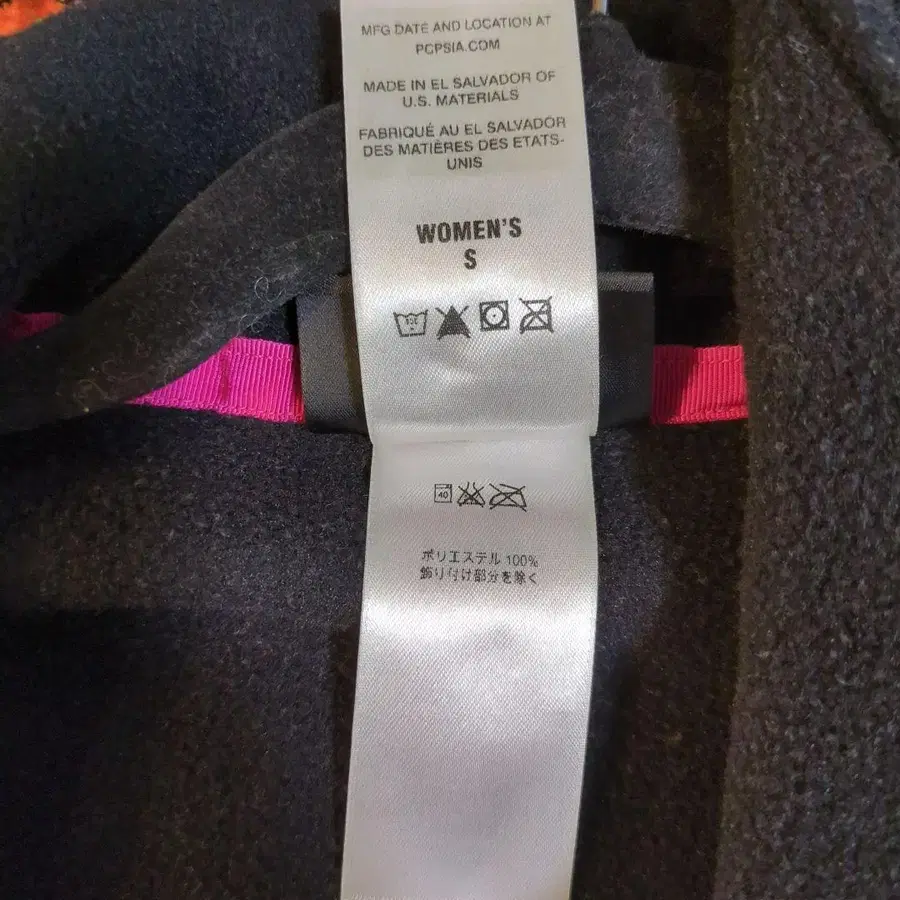 MFG DATE AND LOCATION AT
PCPSIA.COM
MADE IN EL SALVADOR OF
U.S. MATERIALS
FABRIQUÉ AU EL SALVADOR
DES MATIÈRES DES ETATS-
UNIS
WOMEN'S
S
40
ポリエステル 100%
飾り付け部分を除く